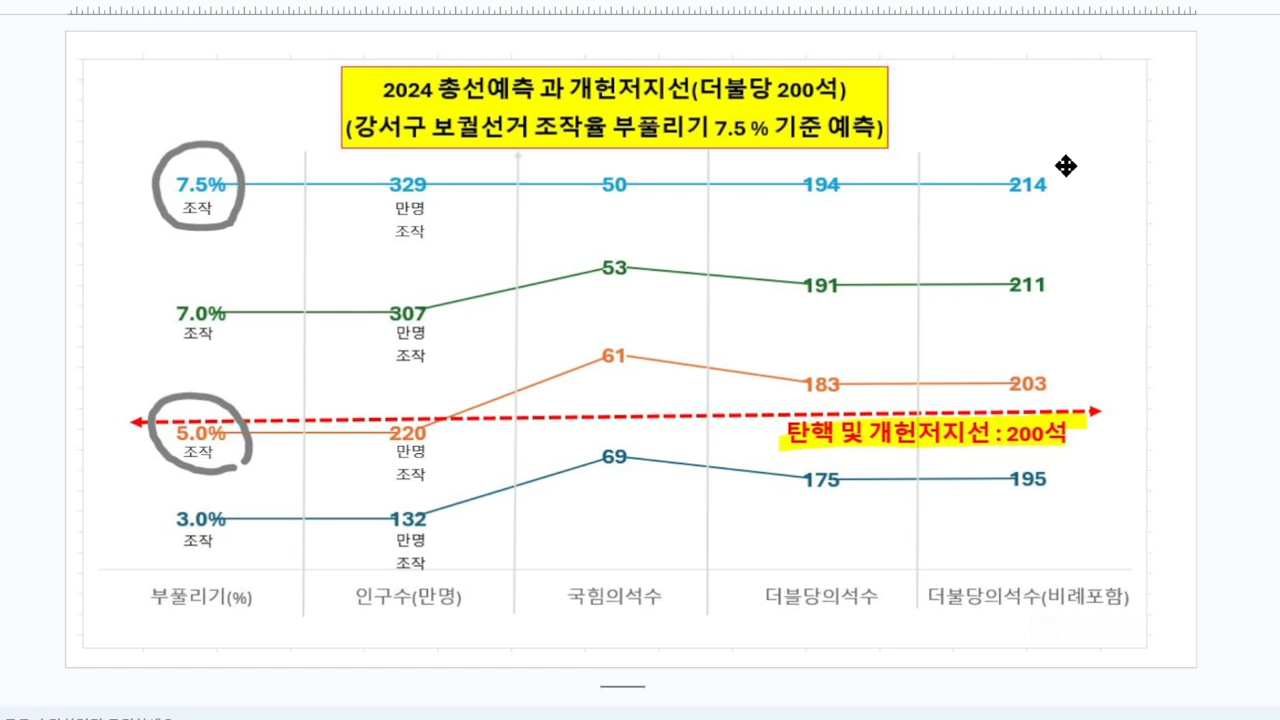 2024 총선예측 과 개헌저지선(더불당 200석)
(강서구 보궐선거 조작율 부풀리기 7.5 % 기준 예측)
7.5% 329 50 194 214
조작 만명
조작
53
191 211
7.0% 307
조작 만명
조작
61
183 203
5.0% 220
탄핵 및 개헌저지선 : 200석
조작 만명
조작
69
175 195
3.0% 132
조작 만명
조작
부풀리기(%) 인구수(만명) 국힘의석수 더블당의석수 더불당의석수(비례포함)